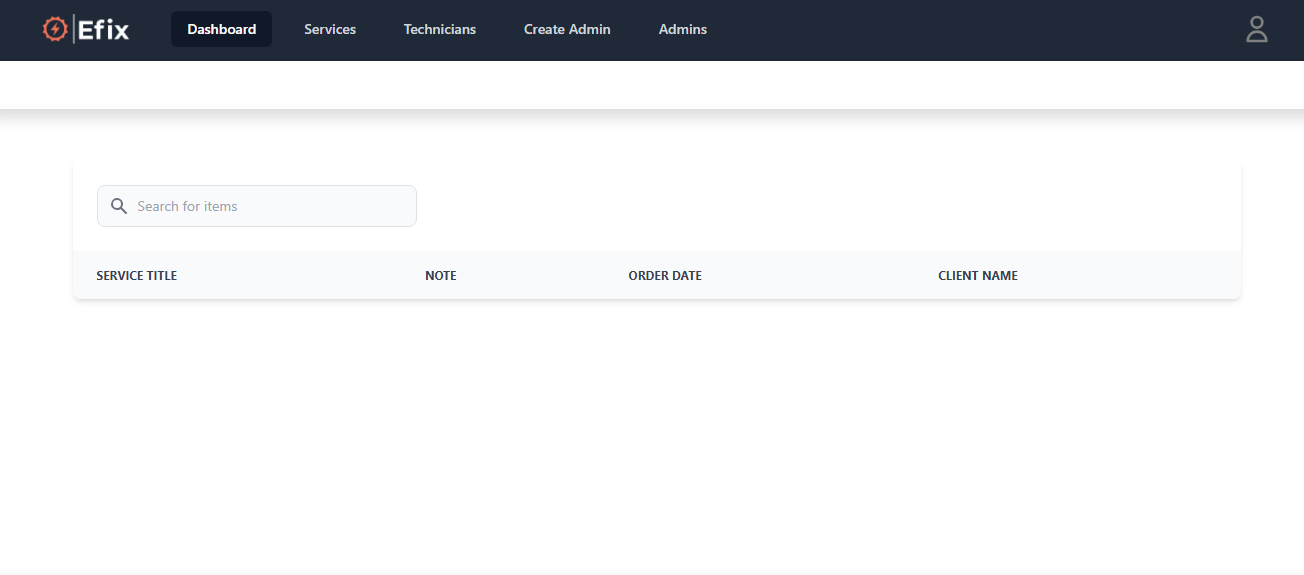 Efix Dashboard Services Technicians Create Admin Admins
Search for items
SERVICE TITLE NOTE ORDER DATE CLIENT NAME